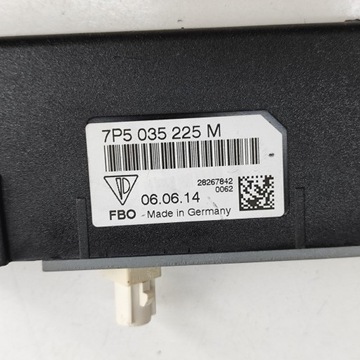 7P5 035 225 M
28267842
0062
06.06.14
FBO - Made in Germany